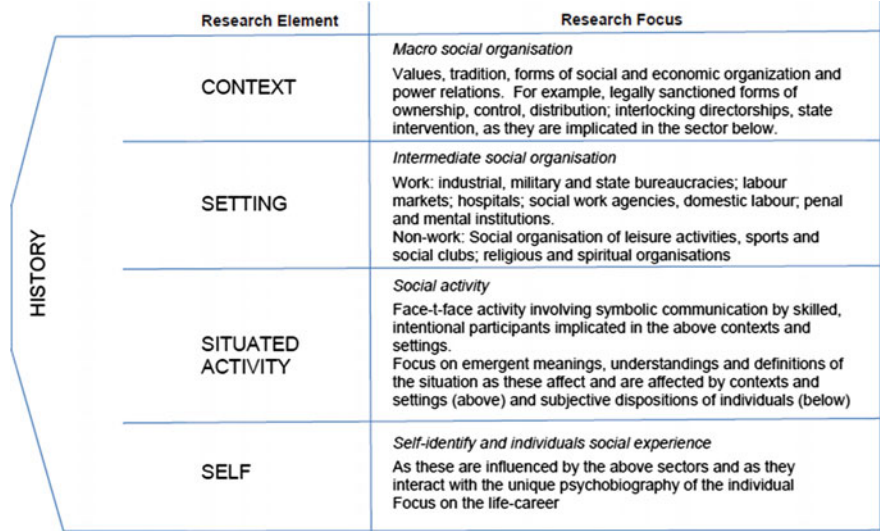 Research Element
Research Focus
HISTORY
CONTEXT
Macro social organisation
Values, tradition, forms of social and economic organization and
power relations. For example, legally sanctioned forms of
ownership, control, distribution; interlocking directorships, state
intervention, as they are implicated in the sector below.
SETTING
Intermediate social organisation
Work: industrial, military and state bureaucracies; labour
markets; hospitals; social work agencies, domestic labour; penal
and mental institutions.
Non-work: Social organisation of leisure activities, sports and
social clubs; religious and spiritual organisations
SITUATED
ACTIVITY
Social activity
Face-t-face activity involving symbolic communication by skilled,
intentional participants implicated in the above contexts and
settings.
Focus on emergent meanings, understandings and definitions of
the situation as these affect and are affected by contexts and
settings (above) and subjective dispositions of individuals (below)
SELF
Self-identify and individuals social experience
As these are influenced by the above sectors and as they
interact with the unique psychobiography of the individual
Focus on the life-career